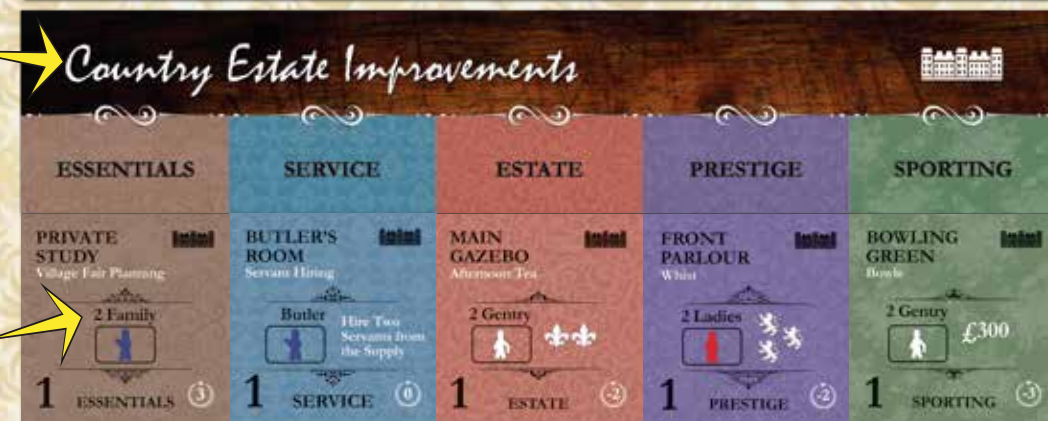 Country Estate Improvements
ESSENTIALS
SERVICE
ESTATE
PRESTIGE
SPORTING
PRIVATE
STUDY
Village Fair Planning
2 Family
1 ESSENTIALS 3
BUTLER'S
ROOM
Servant Hiring
Butler
Hire Two
Servants from
the Supply
1 SERVICE 0
MAIN
GAZEBO
Afternoon Tea
2 Gentry
1 ESTATE -2
FRONT
PARLOUR
Whist
2 Ladies
1 PRESTIGE -2
BOWLING
GREEN
Bowls
2 Gentry
£300
1 SPORTING -3